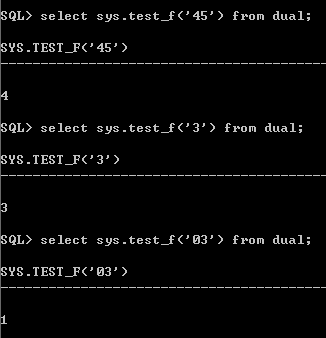 SQL> select sys.test_f('45') from dual;
SYS.TEST_F('45')
--------------------------------------------------------------------------------
4
SQL> select sys.test_f('3') from dual;
SYS.TEST_F('3')
--------------------------------------------------------------------------------
3
SQL> select sys.test_f('03') from dual;
SYS.TEST_F('03')
--------------------------------------------------------------------------------
1